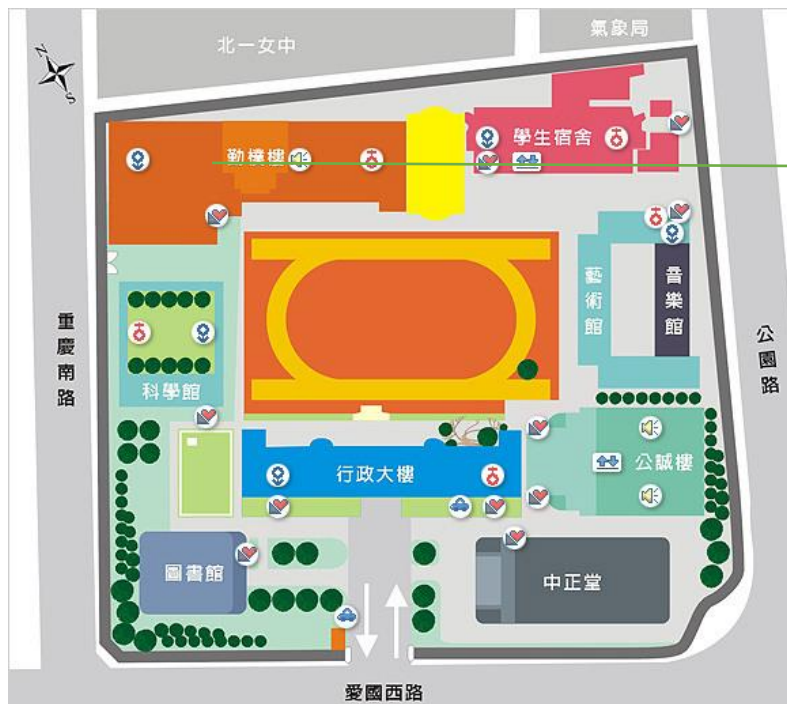 氣象局
北一女中
N
S
勤樸樓
學生宿舍
藝術館
音樂館
重慶南路
公園路
科學館
公誠樓
行政大樓
圖書館
中正堂
愛國西路